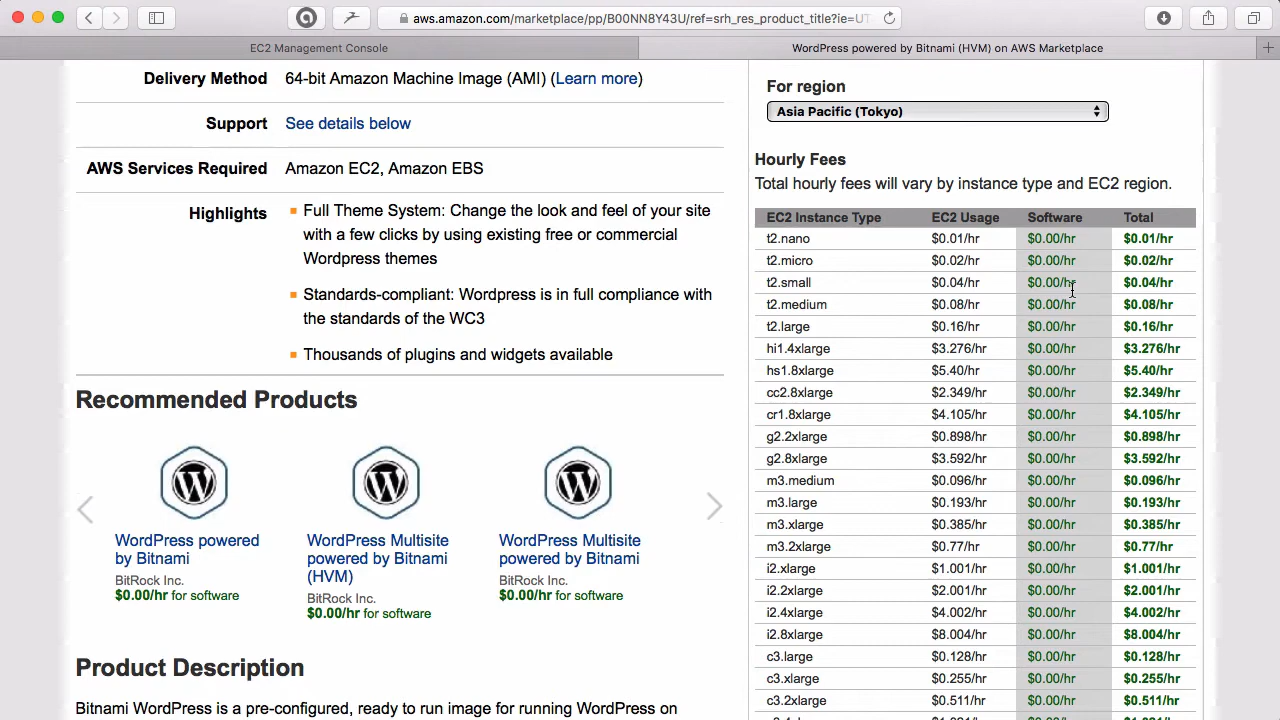 aws.amazon.com/marketplace/pp/B00NN8Y43U/ref=srh_res_product_title?ie=UT
EC2 Management Console
WordPress powered by Bitnami (HVM) on AWS Marketplace
Delivery Method 64-bit Amazon Machine Image (AMI) (Learn more)
Support See details below
AWS Services Required Amazon EC2, Amazon EBS
Highlights Full Theme System: Change the look and feel of your site
with a few clicks by using existing free or commercial
Wordpress themes
Standards-compliant: Wordpress is in full compliance with
the standards of the WC3
Thousands of plugins and widgets available
Recommended Products
WordPress powered
by Bitnami
BitRock Inc.
$0.00/hr for software
WordPress Multisite
powered by Bitnami
(HVM)
BitRock Inc.
$0.00/hr for software
WordPress Multisite
powered by Bitnami
BitRock Inc.
$0.00/hr for software
Product Description
Bitnami WordPress is a pre-configured, ready to run image for running WordPress on
For region
Asia Pacific (Tokyo)
Hourly Fees
Total hourly fees will vary by instance type and EC2 region.
EC2 Instance Type EC2 Usage Software Total
t2.nano $0.01/hr $0.00/hr $0.01/hr
t2.micro $0.02/hr $0.00/hr $0.02/hr
t2.small $0.04/hr $0.00/hr $0.04/hr
t2.medium $0.08/hr $0.00/hr $0.08/hr
t2.large $0.16/hr $0.00/hr $0.16/hr
hi1.4xlarge $3.276/hr $0.00/hr $3.276/hr
hs1.8xlarge $5.40/hr $0.00/hr $5.40/hr
cc2.8xlarge $2.349/hr $0.00/hr $2.349/hr
cr1.8xlarge $4.105/hr $0.00/hr $4.105/hr
g2.2xlarge $0.898/hr $0.00/hr $0.898/hr
g2.8xlarge $3.592/hr $0.00/hr $3.592/hr
m3.medium $0.096/hr $0.00/hr $0.096/hr
m3.large $0.193/hr $0.00/hr $0.193/hr
m3.xlarge $0.385/hr $0.00/hr $0.385/hr
m3.2xlarge $0.77/hr $0.00/hr $0.77/hr
i2.xlarge $1.001/hr $0.00/hr $1.001/hr
i2.2xlarge $2.001/hr $0.00/hr $2.001/hr
i2.4xlarge $4.002/hr $0.00/hr $4.002/hr
i2.8xlarge $8.004/hr $0.00/hr $8.004/hr
c3.large $0.128/hr $0.00/hr $0.128/hr
c3.xlarge $0.255/hr $0.00/hr $0.255/hr
c3.2xlarge $0.511/hr $0.00/hr $0.511/hr